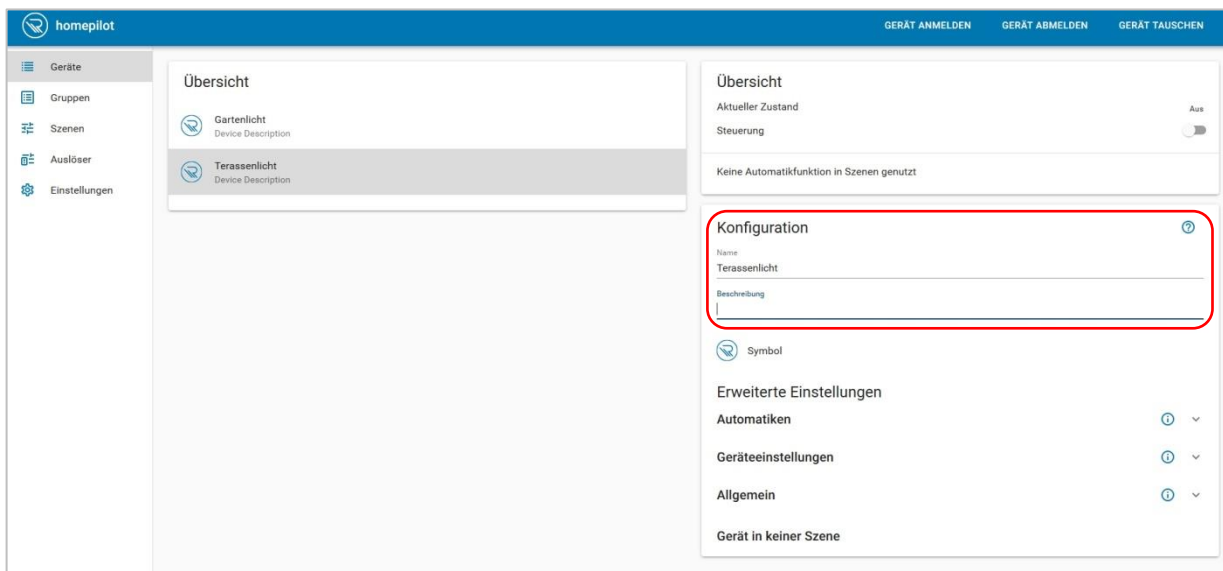 homepilot
GERÄT ANMELDEN GERÄT ABMELDEN GERÄT TAUSCHEN
Geräte
Gruppen
Szenen
Auslöser
Einstellungen
Übersicht
Gartenlicht
Device Description
Terassenlicht
Device Description
Übersicht
Aktueller Zustand Aus
Steuerung
Keine Automatikfunktion in Szenen genutzt
Konfiguration
Name
Terassenlicht
Beschreibung
Symbol
Erweiterte Einstellungen
Automatiken
Geräteeinstellungen
Allgemein
Gerät in keiner Szene